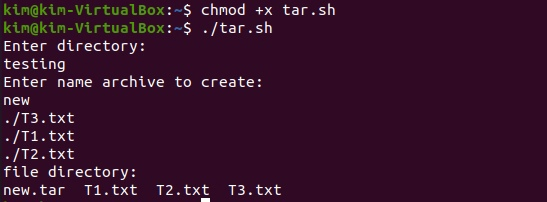 kim@kim-VirtualBox:~$ chmod +x tar.sh
kim@kim-VirtualBox:~$ ./tar.sh
Enter directory:
testing
Enter name archive to create:
new
./T3.txt
./T1.txt
./T2.txt
file directory:
new.tar  T1.txt  T2.txt  T3.txt